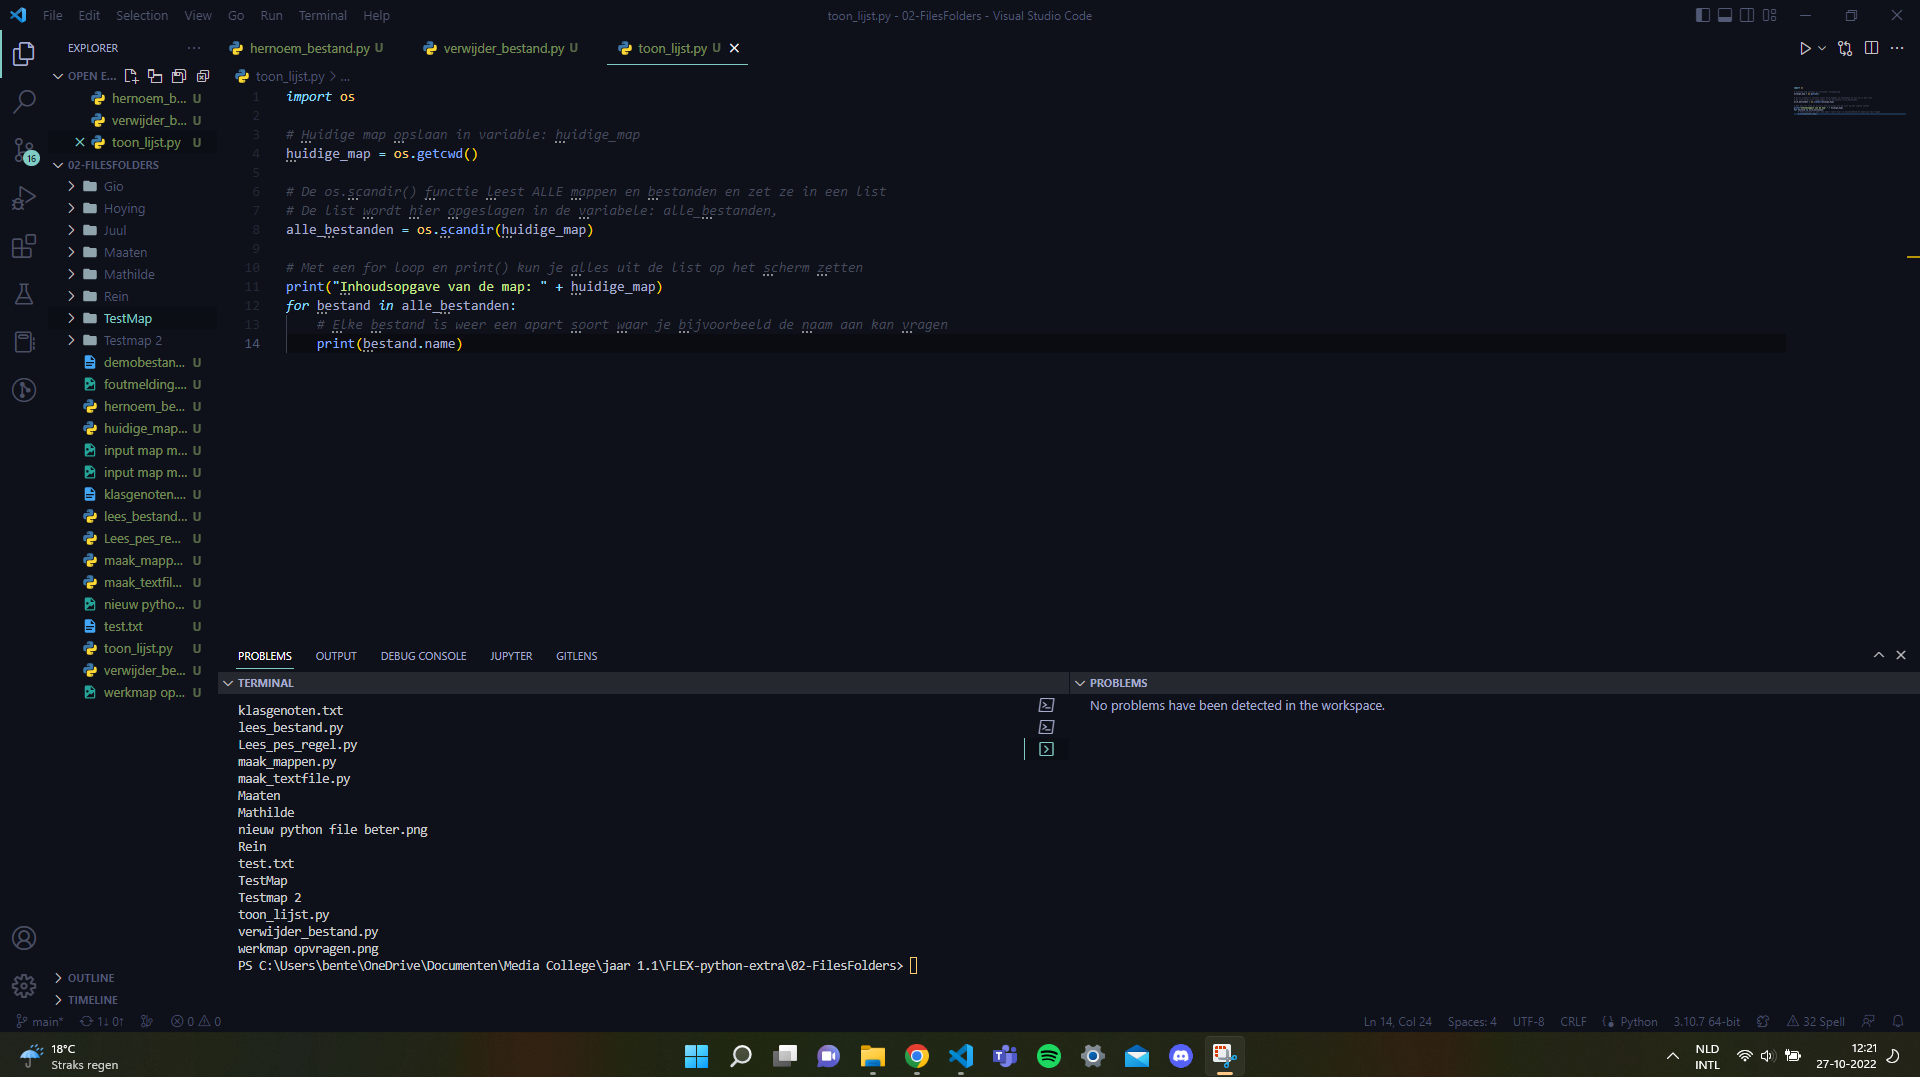 File Edit Selection View Go Run Terminal Help
toon_lijst.py - 02-FilesFolders - Visual Studio Code
EXPLORER
OPEN E...
hernoem_b... U
verwijder_b... U
toon_lijst.py U
02-FILESFOLDERS
Gio
Hoying
Juul
Maaten
Mathilde
Rein
TestMap
Testmap 2
demobestan... U
foutmelding.... U
hernoem_be... U
huidige_map... U
input map m... U
input map m... U
klasgenoten.... U
lees_bestand... U
Lees_pes_re... U
maak_mapp... U
maak_textfil... U
nieuw pytho... U
test.txt U
toon_lijst.py U
verwijder_be... U
werkmap op... U
OUTLINE
TIMELINE
hernoem_bestand.py U verwijder_bestand.py U toon_lijst.py U
toon_lijst.py > ...
1 import os
2
3 # Huidige map opslaan in variable: huidige_map
4 huidige_map = os.getcwd()
5
6 # De os.scandir() functie leest ALLE mappen en bestanden en zet ze in een list
7 # De list wordt hier opgeslagen in de variabele: alle_bestanden,
8 alle_bestanden = os.scandir(huidige_map)
9
10 # Met een for loop en print() kun je alles uit de list op het scherm zetten
11 print("Inhoudsopgave van de map: " + huidige_map)
12 for bestand in alle_bestanden:
13 # Elke bestand is weer een apart soort waar je bijvoorbeeld de naam aan kan vragen
14 print(bestand.name)
PROBLEMS OUTPUT DEBUG CONSOLE JUPYTER GITLENS
TERMINAL
klasgenoten.txt
lees_bestand.py
Lees_pes_regel.py
maak_mappen.py
maak_textfile.py
Maaten
Mathilde
nieuw python file beter.png
Rein
test.txt
TestMap
Testmap 2
toon_lijst.py
verwijder_bestand.py
werkmap opvragen.png
PS C:\Users\bente\OneDrive\Documenten\Media College\jaar 1.1\FLEX-python-extra\02-FilesFolders>
PROBLEMS
No problems have been detected in the workspace.
16
main* 1↓ 0↑ 0 0
Ln 14, Col 24 Spaces: 4 UTF-8 CRLF Python 3.10.7 64-bit 32 Spell
18°C
Straks regen
NLD
INTL
12:21
27-10-2022